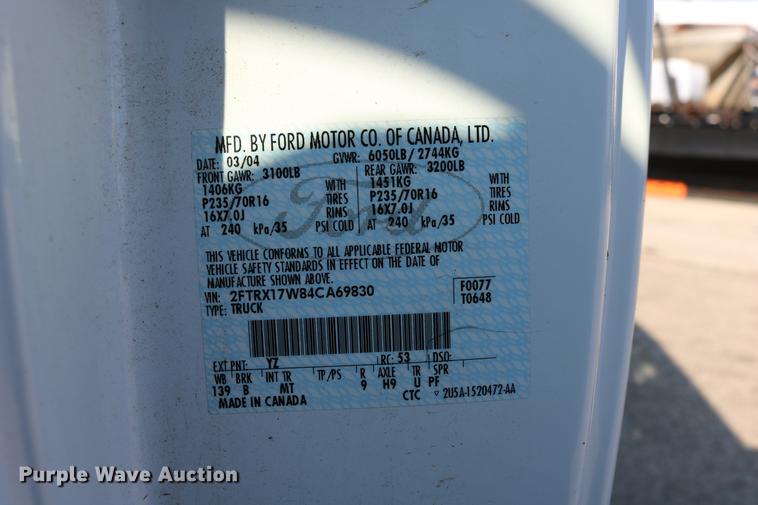 MFD. BY FORD MOTOR CO. OF CANADA, LTD.
DATE: 03/04 GVWR: 6050LB/ 2744KG
FRONT GAWR: 3100LB REAR GAWR: 3200LB
1406KG WITH 1451KG WITH
P235/70R16 TIRES P235/70R16 TIRES
16X7.0J RIMS 16X7.0J RIMS
AT 240 kPa/35 PSI COLD AT 240 kPa/35 PSI COLD
Ford
THIS VEHICLE CONFORMS TO ALL APPLICABLE FEDERAL MOTOR
VEHICLE SAFETY STANDARDS IN EFFECT ON THE DATE OF
MANUFACTURE SHOWN ABOVE.
VIN: 2FTRX17W84CA69830 F0077
TYPE: TRUCK T0648
EXT PNT: YZ RC: 53 DSO:
WB BRK INT TR TP/PS R AXLE TR SPR
139 B MT 9 H9 U PF
MADE IN CANADA CTC ▽ 2U5A-1520472-AA
Purple Wave Auction